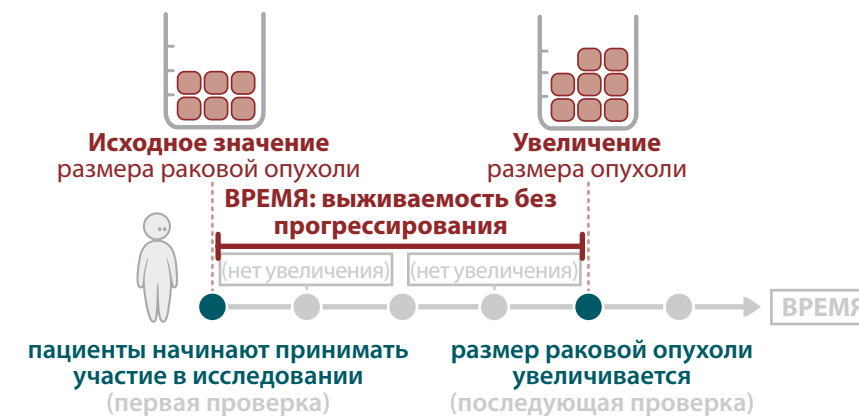 Исходное значение
размера раковой опухоли
Увеличение
размера опухоли
ВРЕМЯ: выживаемость без
прогрессирования
(нет увеличения)
(нет увеличения)
ВРЕМЯ
пациенты начинают принимать
участие в исследовании
(первая проверка)
размер раковой опухоли
увеличивается
(последующая проверка)